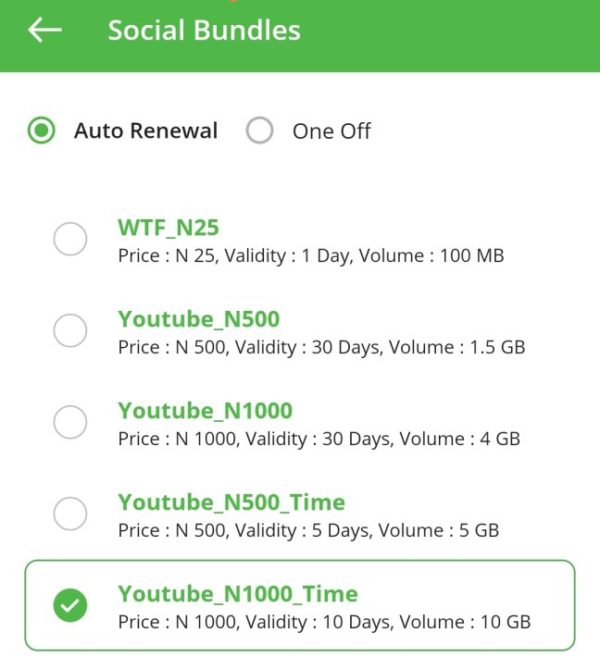 Social Bundles
Auto Renewal
One Off
WTF_N25
Price : N 25, Validity : 1 Day, Volume : 100 MB
Youtube_N500
Price : N 500, Validity : 30 Days, Volume : 1.5 GB
Youtube_N1000
Price : N 1000, Validity : 30 Days, Volume : 4 GB
Youtube_N500_Time
Price : N 500, Validity : 5 Days, Volume : 5 GB
Youtube_N1000_Time
Price : N 1000, Validity : 10 Days, Volume : 10 GB